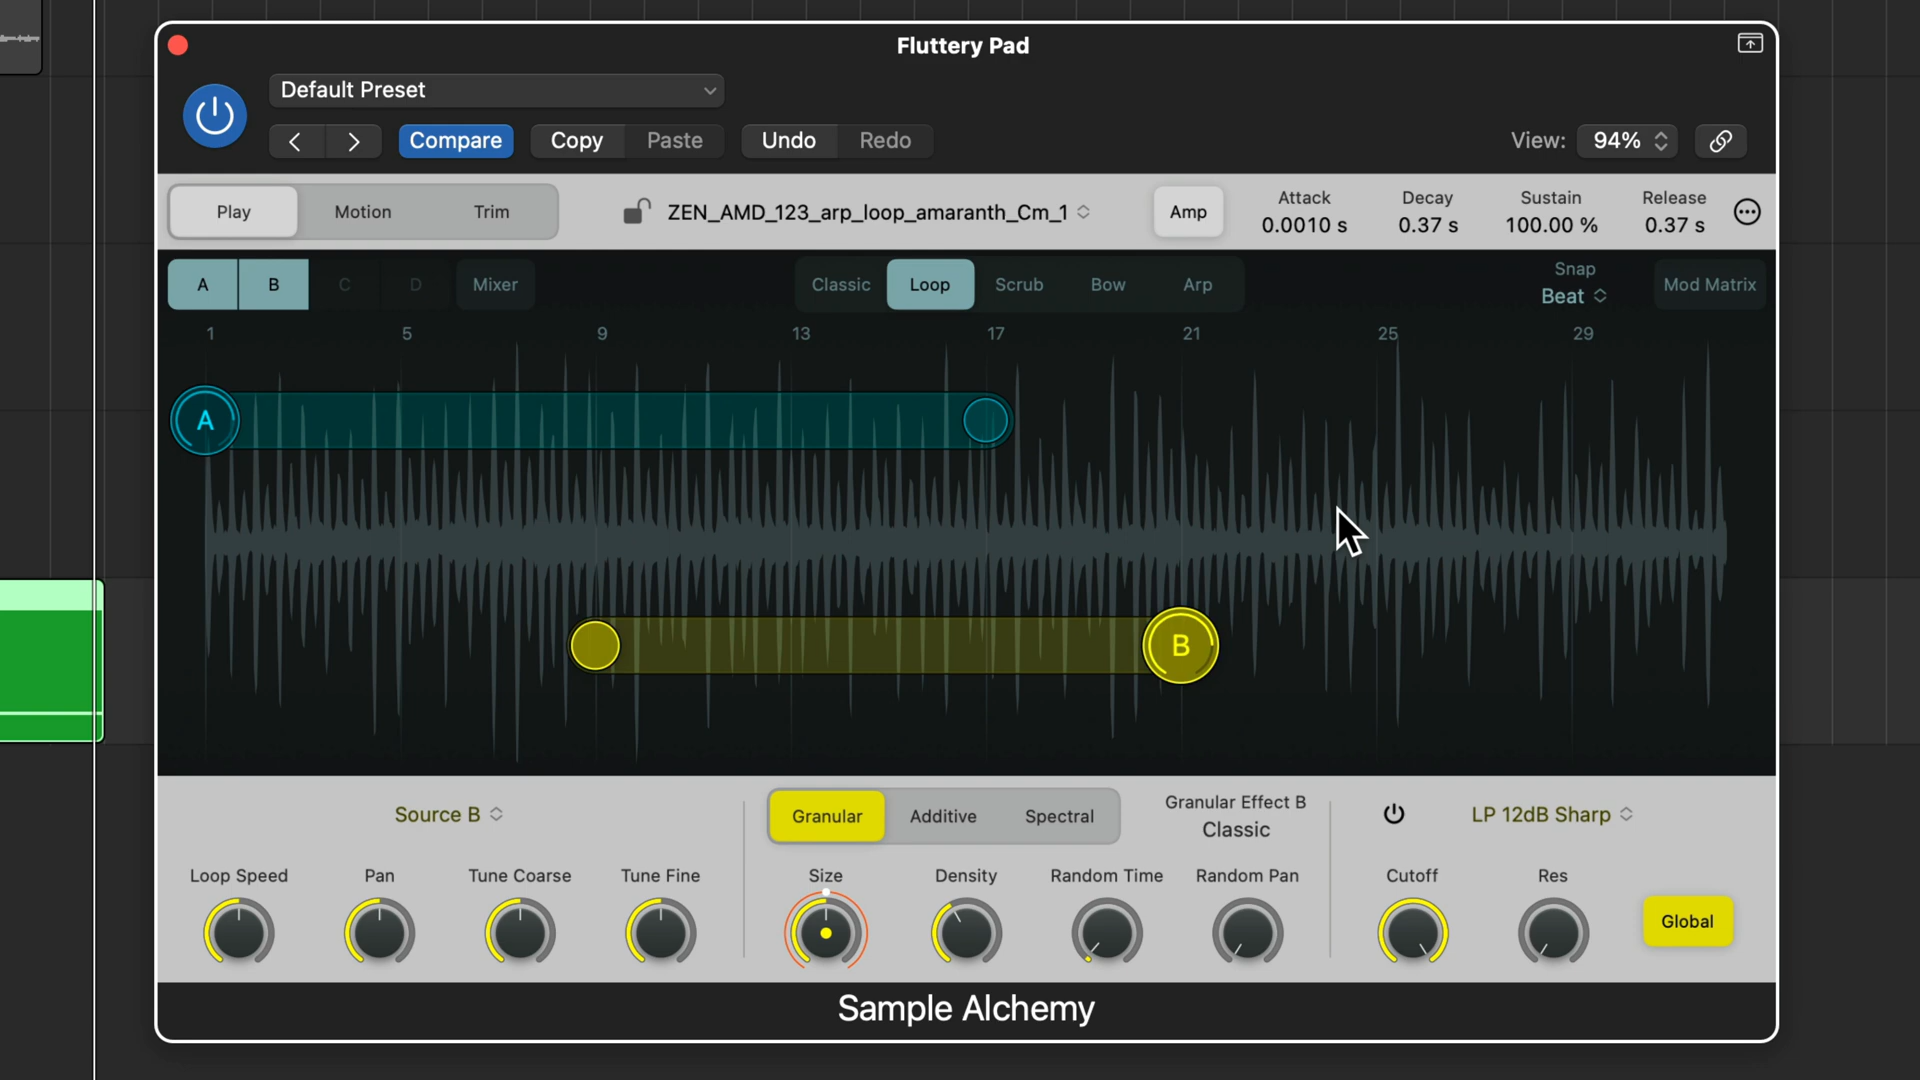 Fluttery Pad
Default Preset
Compare Copy Paste Undo Redo View: 94%
Play Motion Trim ZEN_AMD_123_arp_loop_amaranth_Cm_1 Amp
Attack Decay Sustain Release
0.0010 s 0.37 s 100.00 % 0.37 s
A B C D Mixer Classic Loop Scrub Bow Arp Mod Matrix
Snap
Beat
1 5 9 13 17 21 25 29
A
B
Source B Granular Additive Spectral
Granular Effect B
Classic
LP 12dB Sharp
Loop Speed Pan Tune Coarse Tune Fine Size Density Random Time Random Pan Cutoff Res
Global
Sample Alchemy